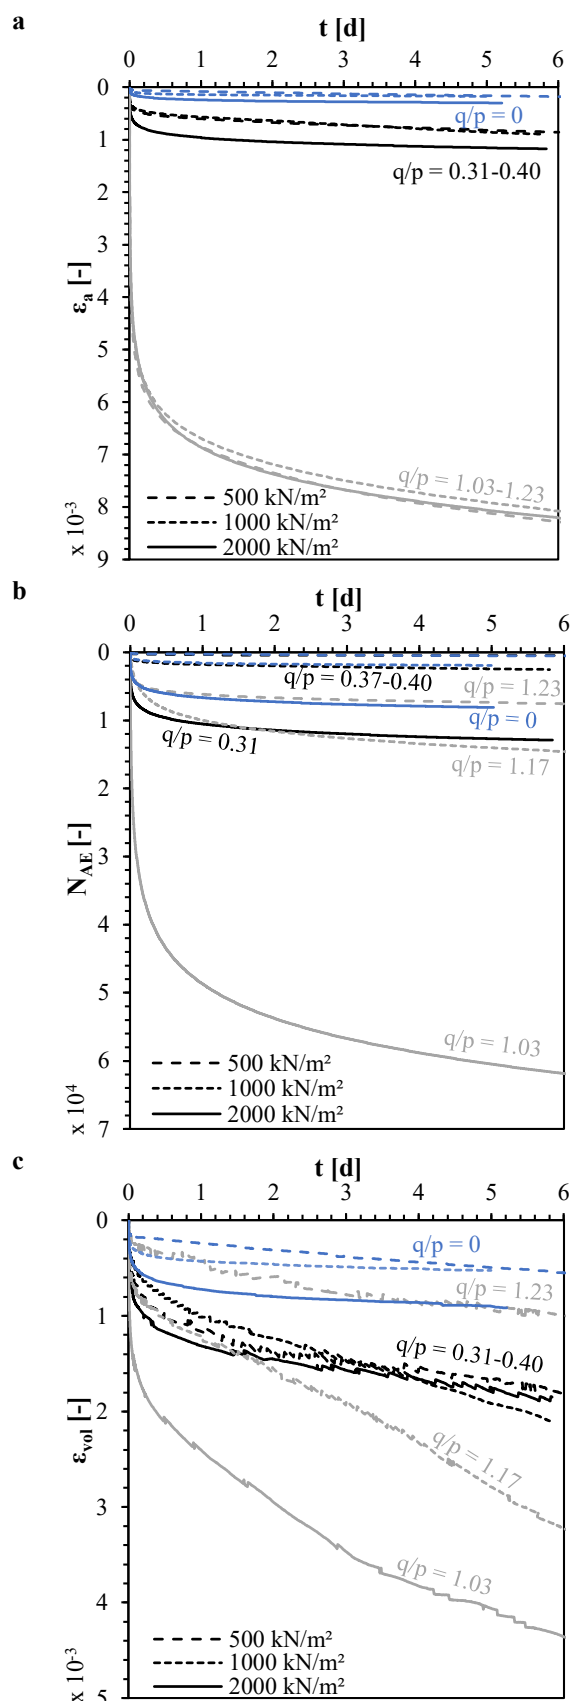 a
t [d]
0 1 2 3 4 5 6
0
q/p = 0
1
q/p = 0.31-0.40
2
3
εa [-]
4
5
6
7
q/p = 1.03-1.23
500 kN/m²
8
1000 kN/m²
x 10-3
2000 kN/m²
9
b
t [d]
0 1 2 3 4 5 6
0
q/p = 0.37-0.40
q/p = 1.23
q/p = 0
1
q/p = 0.31
q/p = 1.17
2
3
NAE [-]
4
5
q/p = 1.03
6
500 kN/m²
1000 kN/m²
x 104
2000 kN/m²
7
c
t [d]
0 1 2 3 4 5 6
0
q/p = 0
q/p = 1.23
1
q/p = 0.31-0.40
2
εvol [-]
q/p = 1.17
3
q/p = 1.03
4
500 kN/m²
1000 kN/m²
x 10-3
2000 kN/m²
5